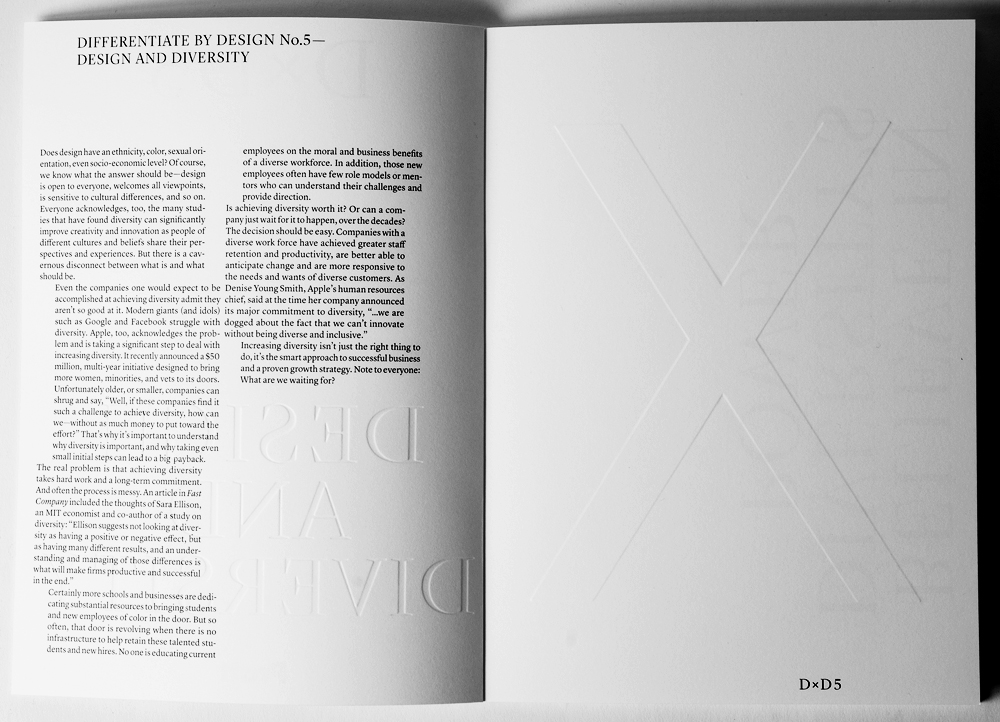 DIFFERENTIATE BY DESIGN No.5—
DESIGN AND DIVERSITY
Does design have an ethnicity, color, sexual ori-
entation, even socio-economic level? Of course,
we know what the answer should be—design
is open to everyone, welcomes all viewpoints,
is sensitive to cultural differences, and so on.
Everyone acknowledges, too, the many stud-
ies that have found diversity can significantly
improve creativity and innovation as people of
different cultures and beliefs share their per-
spectives and experiences. But there is a cav-
ernous disconnect between what is and what
should be.
Even the companies one would expect to be
accomplished at achieving diversity admit they
aren't so good at it. Modern giants (and idols)
such as Google and Facebook struggle with
diversity. Apple, too, acknowledges the prob-
lem and is taking a significant step to deal with
increasing diversity. It recently announced a $50
million, multi-year initiative designed to bring
more women, minorities, and vets to its doors.
Unfortunately older, or smaller, companies can
shrug and say, "Well, if these companies find it
such a challenge to achieve diversity, how can
we—without as much money to put toward the
effort?" That's why it's important to understand
why diversity is important, and why taking even
small initial steps can lead to a big payback.
The real problem is that achieving diversity
takes hard work and a long-term commitment.
And often the process is messy. An article in Fast
Company included the thoughts of Sara Ellison,
an MIT economist and co-author of a study on
diversity: "Ellison suggests not looking at diver-
sity as having a positive or negative effect, but
as having many different results, and an under-
standing and managing of those differences is
what will make firms productive and successful
in the end."
Certainly more schools and businesses are dedi-
cating substantial resources to bringing students
and new employees of color in the door. But so
often, that door is revolving when there is no
infrastructure to help retain these talented stu-
dents and new hires. No one is educating current
employees on the moral and business benefits
of a diverse workforce. In addition, those new
employees often have few role models or men-
tors who can understand their challenges and
provide direction.
Is achieving diversity worth it? Or can a com-
pany just wait for it to happen, over the decades?
The decision should be easy. Companies with a
diverse work force have achieved greater staff
retention and productivity, are better able to
anticipate change and are more responsive to
the needs and wants of diverse customers. As
Denise Young Smith, Apple's human resources
chief, said at the time her company announced
its major commitment to diversity, "...we are
dogged about the fact that we can't innovate
without being diverse and inclusive."
Increasing diversity isn't just the right thing to
do, it's the smart approach to successful business
and a proven growth strategy. Note to everyone:
What are we waiting for?
DESI
AN
DIVER
X
D×D5